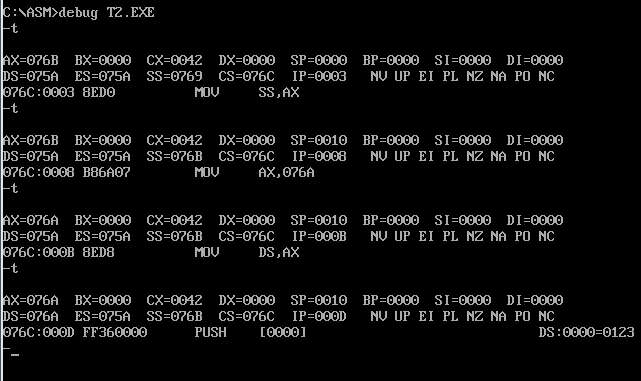 C:\ASM>debug T2.EXE
-t
AX=076B  BX=0000  CX=0042  DX=0000  SP=0000  BP=0000  SI=0000  DI=0000
DS=075A  ES=075A  SS=0769  CS=076C  IP=0003   NV UP EI PL NZ NA PO NC
076C:0003 8ED0          MOV     SS,AX
-t
AX=076B  BX=0000  CX=0042  DX=0000  SP=0010  BP=0000  SI=0000  DI=0000
DS=075A  ES=075A  SS=076B  CS=076C  IP=0008   NV UP EI PL NZ NA PO NC
076C:0008 B86A07        MOV     AX,076A
-t
AX=076A  BX=0000  CX=0042  DX=0000  SP=0010  BP=0000  SI=0000  DI=0000
DS=075A  ES=075A  SS=076B  CS=076C  IP=000B   NV UP EI PL NZ NA PO NC
076C:000B 8ED8          MOV     DS,AX
-t
AX=076A  BX=0000  CX=0042  DX=0000  SP=0010  BP=0000  SI=0000  DI=0000
DS=076A  ES=075A  SS=076B  CS=076C  IP=000D   NV UP EI PL NZ NA PO NC
076C:000D FF360000      PUSH    [0000]                             DS:0000=0123
-_